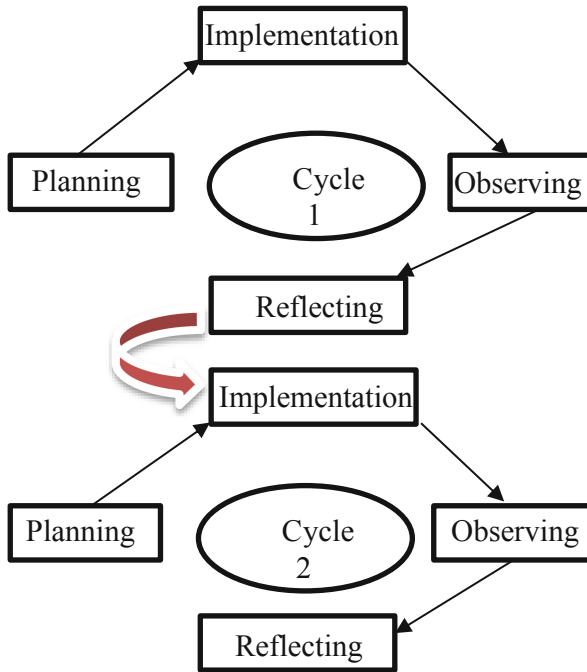 Implementation
Planning
Cycle
1
Observing
Reflecting
Implementation
Planning
Cycle
2
Observing
Reflecting